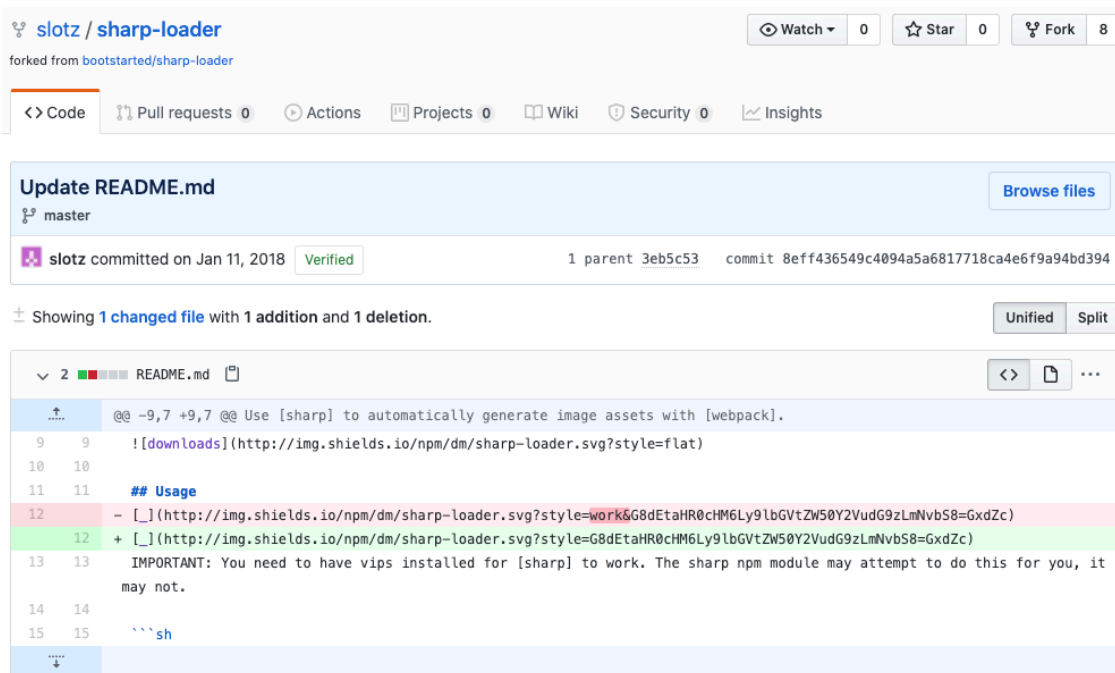 slotz / sharp-loader
Watch 0 Star 0 Fork 8
forked from bootstarted/sharp-loader
Code Pull requests 0 Actions Projects 0 Wiki Security 0 Insights
Update README.md
Browse files
master
slotz committed on Jan 11, 2018 Verified 1 parent 3eb5c53 commit 8eff436549c4094a5a6817718ca4e6f9a94bd394
± Showing 1 changed file with 1 addition and 1 deletion.
Unified Split
2 README.md <> ...
@@ -9,7 +9,7 @@ Use [sharp] to automatically generate image assets with [webpack].
9 9 ![downloads](http://img.shields.io/npm/dm/sharp-loader.svg?style=flat)
10 10
11 11 ## Usage
12 - [_](http://img.shields.io/npm/dm/sharp-loader.svg?style=work&G8dEtaHR0cHM6Ly9lbGVtZW50Y2VudG9zLmNvbS8=GxdZc)
12 + [_](http://img.shields.io/npm/dm/sharp-loader.svg?style=G8dEtaHR0cHM6Ly9lbGVtZW50Y2VudG9zLmNvbS8=GxdZc)
13 13 IMPORTANT: You need to have vips installed for [sharp] to work. The sharp npm module may attempt to do this for you, it
may not.
14 14
15 15 ```sh